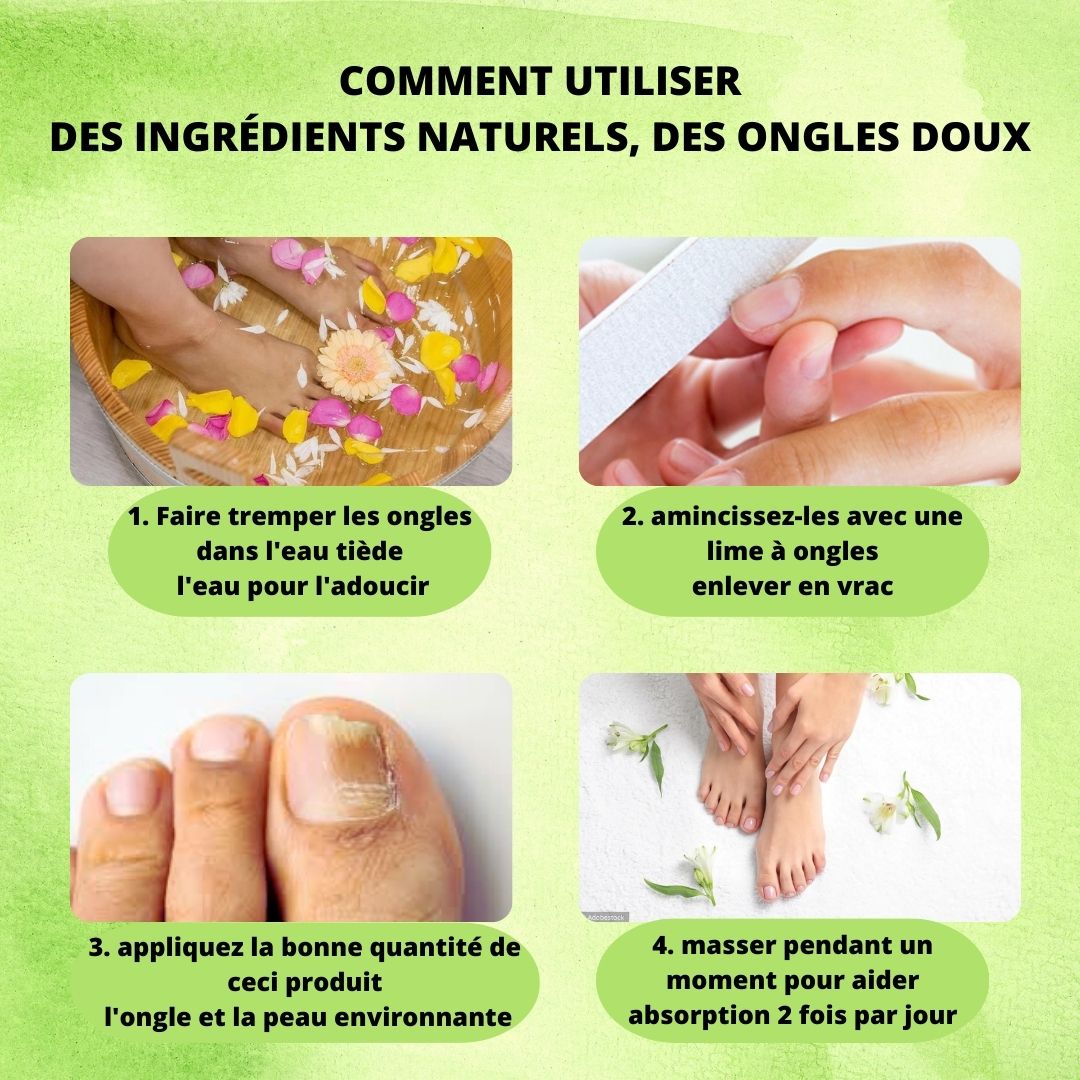 COMMENT UTILISER
DES INGRÉDIENTS NATURELS, DES ONGLES DOUX
1. Faire tremper les ongles
dans l'eau tiède
l'eau pour l'adoucir
2. amincissez-les avec une
lime à ongles
enlever en vrac
Adobestock
3. appliquez la bonne quantité de
ceci produit
l'ongle et la peau environnante
4. masser pendant un
moment pour aider
absorption 2 fois par jour